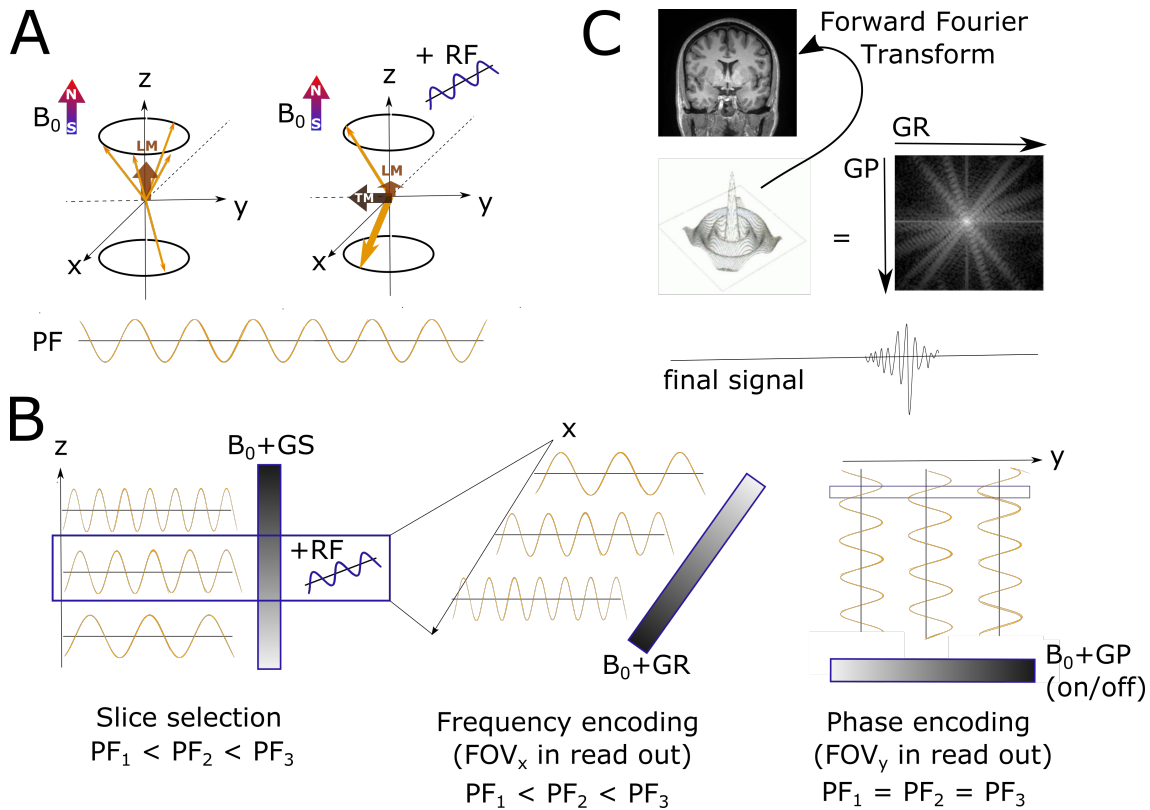 A
z
N
B₀
S
LM
y
x
+ RF
z
N
B₀
S
LM
TM
y
x
PF
C
Forward Fourier
Transform
GR
GP
=
final signal
B
z
B₀+GS
+RF
Slice selection
PF₁ < PF₂ < PF₃
x
B₀+GR
Frequency encoding
(FOVₓ in read out)
PF₁ < PF₂ < PF₃
y
B₀+GP
(on/off)
Phase encoding
(FOVᵧ in read out)
PF₁ = PF₂ = PF₃